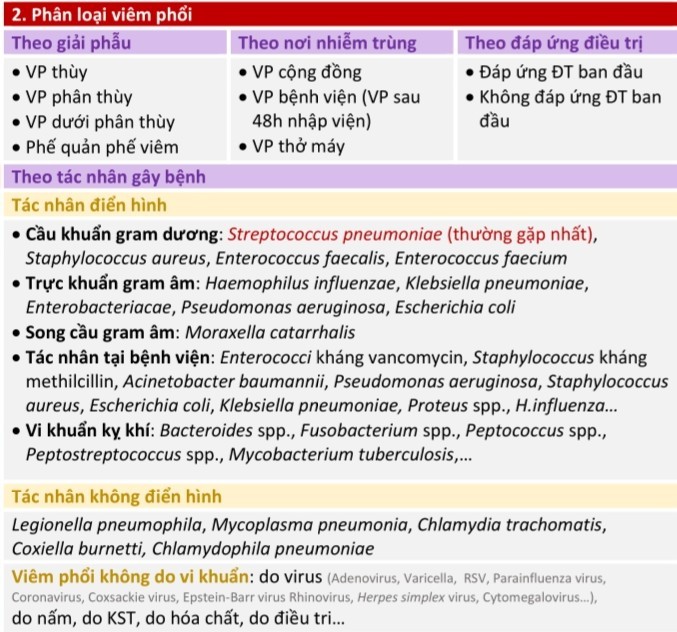 2. Phân loại viêm phổi
Theo giải phẫu
• VP thùy
• VP phân thùy
• VP dưới phân thùy
• Phế quản phế viêm
Theo nơi nhiễm trùng
• VP cộng đồng
• VP bệnh viện (VP sau
48h nhập viện)
• VP thở máy
Theo đáp ứng điều trị
• Đáp ứng ĐT ban đầu
• Không đáp ứng ĐT ban
đầu
Theo tác nhân gây bệnh
Tác nhân điển hình
• Cầu khuẩn gram dương: Streptococcus pneumoniae (thường gặp nhất),
Staphylococcus aureus, Enterococcus faecalis, Enterococcus faecium
• Trực khuẩn gram âm: Haemophilus influenzae, Klebsiella pneumoniae,
Enterobacteriacae, Pseudomonas aeruginosa, Escherichia coli
• Song cầu gram âm: Moraxella catarrhalis
• Tác nhân tại bệnh viện: Enterococci kháng vancomycin, Staphylococcus kháng
methilcillin, Acinetobacter baumannii, Pseudomonas aeruginosa, Staphylococcus
aureus, Escherichia coli, Klebsiella pneumoniae, Proteus spp., H.influenza...
• Vi khuẩn kỵ khí: Bacteroides spp., Fusobacterium spp., Peptococcus spp.,
Peptostreptococcus spp., Mycobacterium tuberculosis,...
Tác nhân không điển hình
Legionella pneumophila, Mycoplasma pneumonia, Chlamydia trachomatis,
Coxiella burnetti, Chlamydophila pneumoniae
Viêm phổi không do vi khuẩn: do virus (Adenovirus, Varicella, RSV, Parainfluenza virus,
Coronavirus, Coxsackie virus, Epstein-Barr virus Rhinovirus, Herpes simplex virus, Cytomegalovirus...),
do nấm, do KST, do hóa chất, do điều trị...